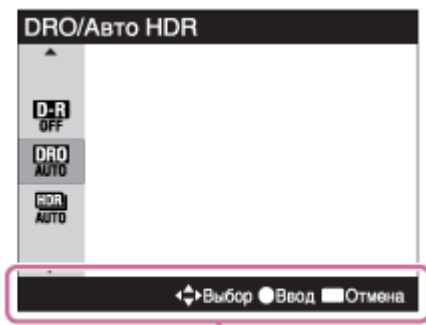 DRO/Авто HDR
D-R
OFF
DRO
AUTO
HDR
AUTO
Выбор Ввод Отмена